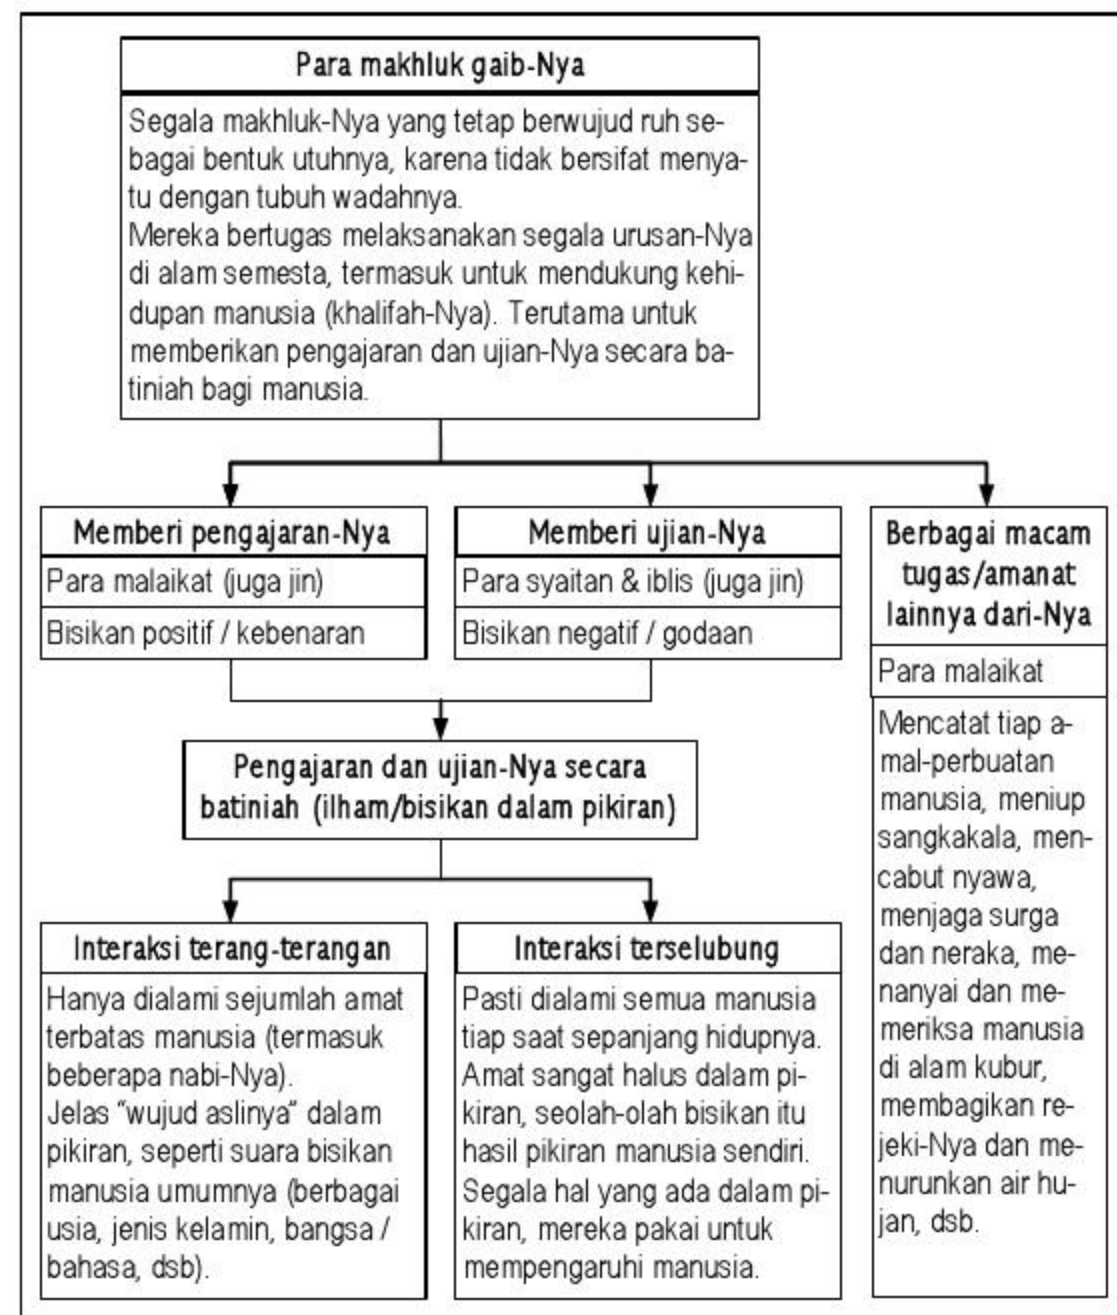 Para makhluk gaib-Nya
Segala makhluk-Nya yang tetap berwujud ruh se-
bagai bentuk utuhnya, karena tidak bersifat menya-
tu dengan tubuh wadahnya.
Mereka bertugas melaksanakan segala urusan-Nya
di alam semesta, termasuk untuk mendukung kehi-
dupan manusia (khalifah-Nya). Terutama untuk
memberikan pengajaran dan ujian-Nya secara ba-
tiniah bagi manusia.
Memberi pengajaran-Nya
Para malaikat (juga jin)
Bisikan positif / kebenaran
Memberi ujian-Nya
Para syaitan & iblis (juga jin)
Bisikan negatif / godaan
Berbagai macam
tugas/amanat
lainnya dari-Nya
Para malaikat
Mencatat tiap a-
mal-perbuatan
manusia, meniup
sangkakala, men-
cabut nyawa,
menjaga surga
dan neraka, me-
nanyai dan me-
meriksa manusia
di alam kubur,
membagikan re-
jeki-Nya dan me-
nurunkan air hu-
jan, dsb.
Pengajaran dan ujian-Nya secara
batiniah (ilham/bisikan dalam pikiran)
Interaksi terang-terangan
Hanya dialami sejumlah amat
terbatas manusia (termasuk
beberapa nabi-Nya).
Jelas “wujud aslinya” dalam
pikiran, seperti suara bisikan
manusia umumnya (berbagai
usia, jenis kelamin, bangsa /
bahasa, dsb).
Interaksi terselubung
Pasti dialami semua manusia
tiap saat sepanjang hidupnya.
Amat sangat halus dalam pi-
kiran, seolah-olah bisikan itu
hasil pikiran manusia sendiri.
Segala hal yang ada dalam pi-
kiran, mereka pakai untuk
mempengaruhi manusia.